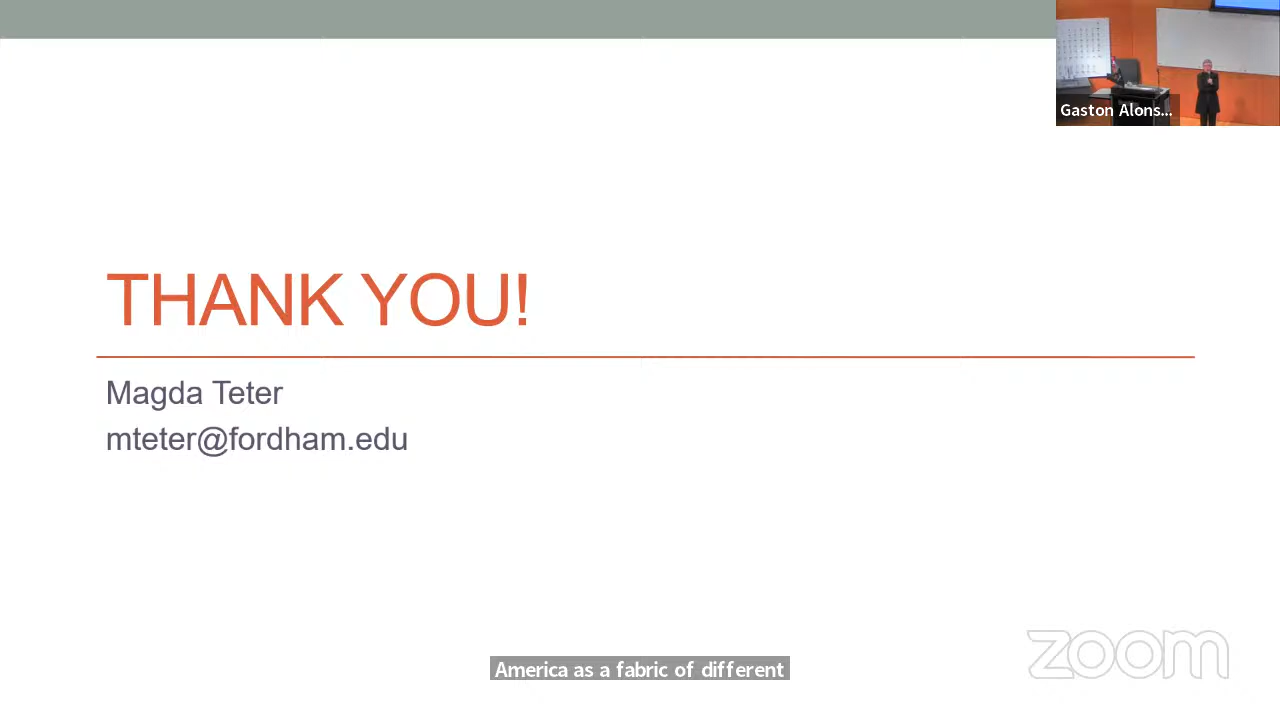 Gaston Alons...
THANK YOU!
Magda Teter
mteter@fordham.edu
America as a fabric of different
zoom